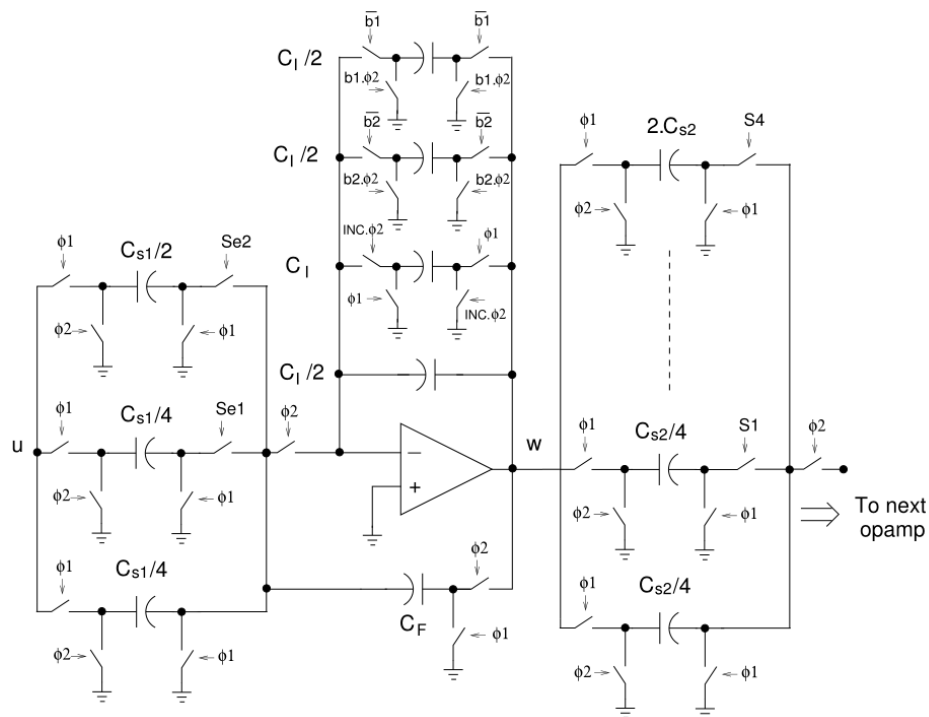 b̅1̅ b̅1̅
C_I /2
b1.ϕ2 b1.ϕ2
b̅2̅ b̅2̅
C_I /2
b2.ϕ2 b2.ϕ2
ϕ1 2.C_s2 S4
ϕ2 ϕ1
INC.ϕ2 ϕ1
C_I
ϕ1 INC.ϕ2
ϕ1 C_s1/2 Se2
ϕ2 ϕ1
C_I /2
ϕ1 C_s1/4 Se1 ϕ2
u
ϕ2 ϕ1
− +
w
ϕ1 C_s2/4 S1 ϕ2
ϕ2 ϕ1
To next
opamp
ϕ1 C_s1/4
ϕ2 ϕ1
ϕ2
C_F
ϕ1
ϕ1 C_s2/4
ϕ2 ϕ1